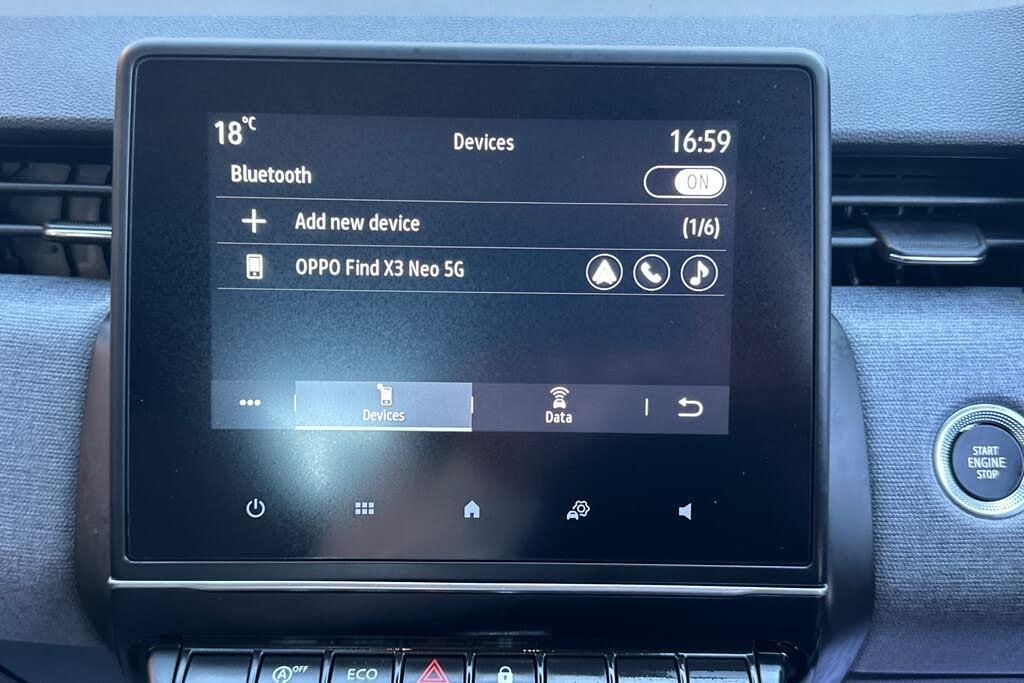 18°C Devices 16:59
Bluetooth ON
Add new device (1/6)
OPPO Find X3 Neo 5G
Devices Data
START
ENGINE
STOP
OFF ECO